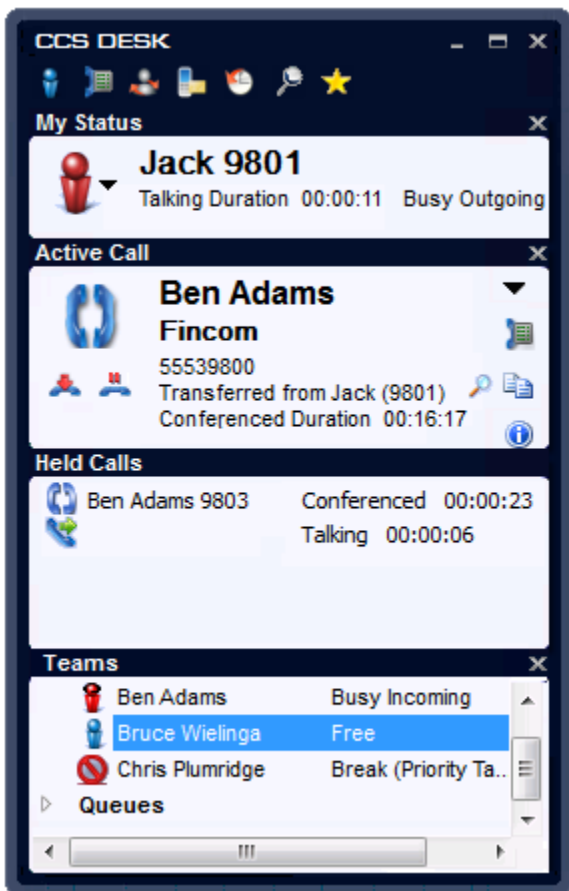 CCS DESK
My Status
Jack 9801
Talking Duration 00:00:11 Busy Outgoing
Active Call
Ben Adams
Fincom
55539800
Transferred from Jack (9801)
Conferenced Duration 00:16:17
Held Calls
Ben Adams 9803 Conferenced 00:00:23
Talking 00:00:06
Teams
Ben Adams Busy Incoming
Bruce Wielinga Free
Chris Plumridge Break (Priority Ta..
Queues